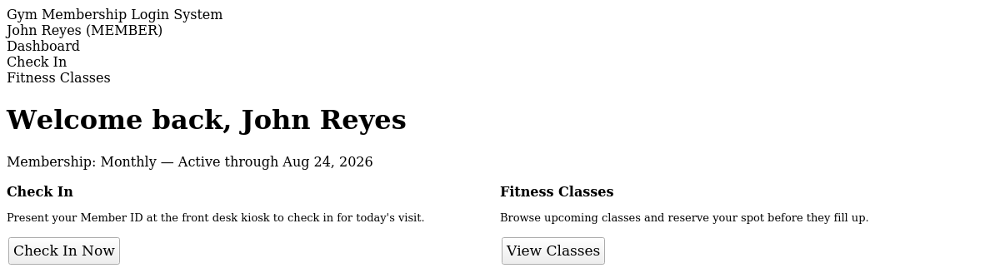 Gym Membership Login System
John Reyes (MEMBER)
Dashboard
Check In
Fitness Classes
Welcome back, John Reyes
Membership: Monthly — Active through Aug 24, 2026
Check In
Present your Member ID at the front desk kiosk to check in for today's visit.
Check In Now
Fitness Classes
Browse upcoming classes and reserve your spot before they fill up.
View Classes